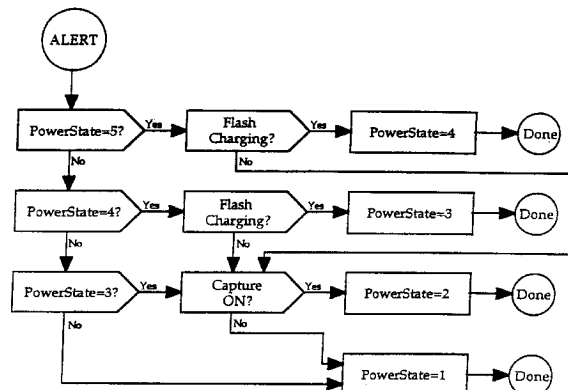 ALERT
PowerState=5?
Yes
Flash
Charging?
Yes
PowerState=4
Done
No
No
PowerState=4?
Yes
Flash
Charging?
Yes
PowerState=3
Done
No
No
PowerState=3?
Yes
Capture
ON?
Yes
PowerState=2
Done
No
No
PowerState=1
Done